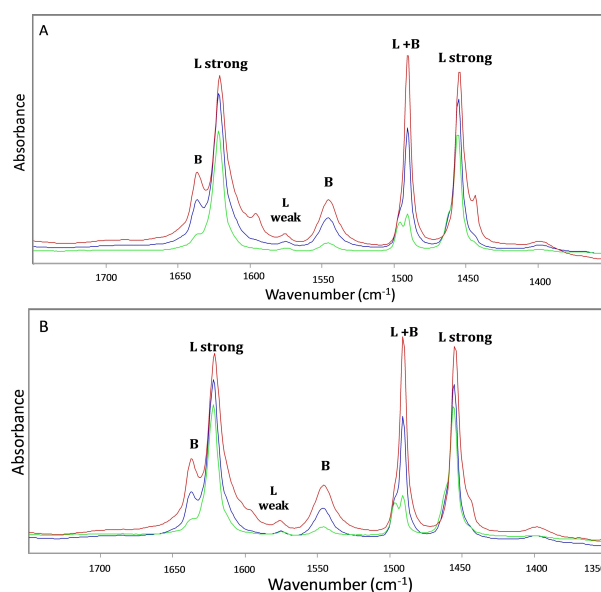 A
L +B
L strong
L strong
B
B
L
weak
Absorbance
1700
1650
1600
1550
1500
1450
1400
Wavenumber (cm-1)
B
L +B
L strong
L strong
B
B
L
weak
Absorbance
1700
1650
1600
1550
1500
1450
1400
1350
Wavenumber (cm-1)